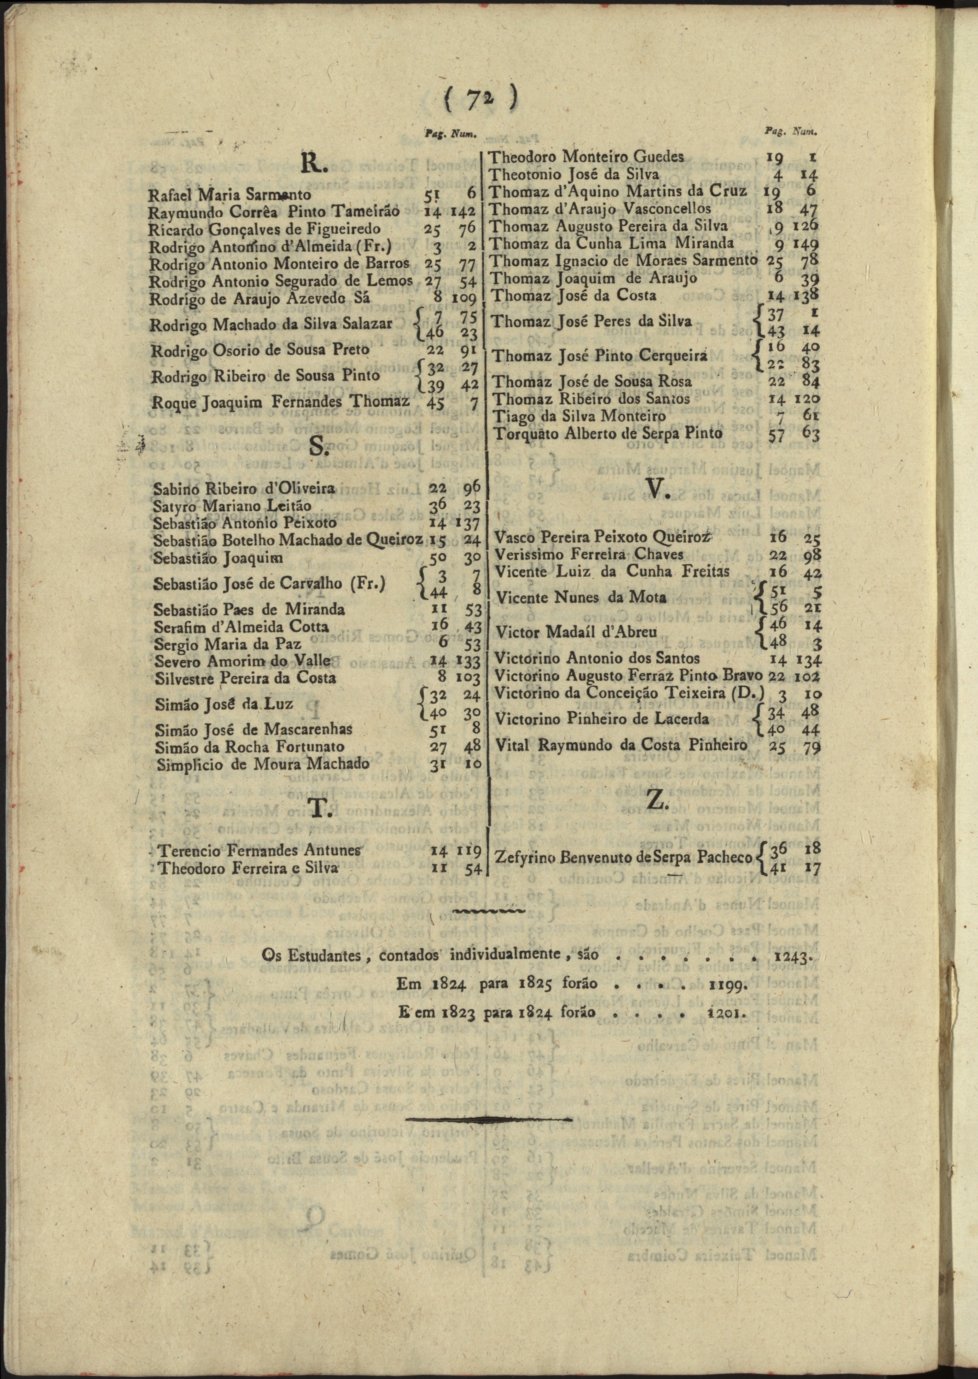 ( 72 )
Pag. Num.
R.
Rafael Maria Sarmento 51 6
Raymundo Corrêa Pinto Tameirão 14 142
Ricardo Gonçalves de Figueiredo 25 76
Rodrigo Antonino d'Almeida (Fr.) 3 2
Rodrigo Antonio Monteiro de Barros 25 77
Rodrigo Antonio Segurado de Lemos 27 54
Rodrigo de Araujo Azevedo Sá 8 109
Rodrigo Machado da Silva Salazar { 7 75
46 23
Rodrigo Osorio de Sousa Preto 22 91
Rodrigo Ribeiro de Sousa Pinto { 32 27
39 42
Roque Joaquim Fernandes Thomaz 45 7
S.
Sabino Ribeiro d'Oliveira 22 96
Satyro Mariano Leitão 36 23
Sebastião Antonio Peixoto 14 137
Sebastião Botelho Machado de Queiroz 15 24
Sebastião Joaquim 50 30
Sebastião José de Carvalho (Fr.) { 3 7
44 8
Sebastião Paes de Miranda 11 53
Serafim d'Almeida Cotta 16 43
Sergio Maria da Paz 6 53
Severo Amorim do Valle 14 133
Silvestre Pereira da Costa 8 103
Simão José da Luz { 32 24
40 30
Simão José de Mascarenhas 51 8
Simão da Rocha Fortunato 27 48
Simplicio de Moura Machado 31 10
T.
Terencio Fernandes Antunes 14 119
Theodoro Ferreira e Silva 11 54
Pag. Num.
Theodoro Monteiro Guedes 19 1
Theotonio José da Silva 4 14
Thomaz d'Aquino Martins da Cruz 19 6
Thomaz d'Araujo Vasconcellos 18 47
Thomaz Augusto Pereira da Silva 9 126
Thomaz da Cunha Lima Miranda 9 149
Thomaz Ignacio de Moraes Sarmento 25 78
Thomaz Joaquim de Araujo 6 39
Thomaz José da Costa 14 138
Thomaz José Peres da Silva { 37 1
43 14
Thomaz José Pinto Cerqueira { 16 40
22 83
Thomaz José de Sousa Rosa 22 84
Thomaz Ribeiro dos Santos 14 120
Tiago da Silva Monteiro 7 61
Torquato Alberto de Serpa Pinto 57 63
V.
Vasco Pereira Peixoto Queiroz 16 25
Verissimo Ferreira Chaves 22 98
Vicente Luiz da Cunha Freitas 16 42
Vicente Nunes da Mota { 51 5
56 21
Victor Madaíl d'Abreu { 46 14
48 3
Victorino Antonio dos Santos 14 134
Victorino Augusto Ferraz Pinto Bravo 22 102
Victorino da Conceição Teixeira (D.) 3 10
Victorino Pinheiro de Lacerda { 34 48
40 44
Vital Raymundo da Costa Pinheiro 25 79
Z.
Zefyrino Benvenuto de Serpa Pacheco { 36 18
41 17
Os Estudantes, contados individualmente, são . . . . . . . 1243.
Em 1824 para 1825 forão . . . . 1199.
E em 1823 para 1824 forão . . . . 1201.